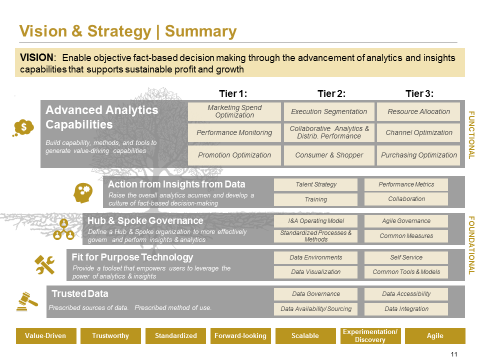 Vision & Strategy | Summary
VISION: Enable objective fact-based decision making through the advancement of analytics and insights
capabilities that supports sustainable profit and growth
Tier 1: Tier 2: Tier 3:
Advanced Analytics
Capabilities
Build capability, methods, and tools to
generate value-driving capabilities
Marketing Spend
Optimization
Execution Segmentation
Resource Allocation
Performance Monitoring
Collaborative Analytics &
Distrib. Performance
Channel Optimization
Promotion Optimization
Consumer & Shopper
Purchasing Optimization
FUNCTIONAL
Action from Insights from Data
Raise the overall analytics acumen and develop a
culture of fact-based decision-making
Talent Strategy
Performance Metrics
Training
Collaboration
Hub & Spoke Governance
Define a Hub & Spoke organization to more effectively
govern and perform insights & analytics
I&A Operating Model
Agile Governance
Standardized Processes &
Methods
Common Measures
Fit for Purpose Technology
Provide a toolset that empowers users to leverage the
power of analytics & insights
Data Environments
Self Service
Data Visualization
Common Tools & Models
Trusted Data
Prescribed sources of data Prescribed method of use
Data Governance
Data Accessibility
Data Availability/Sourcing
Data Integration
FOUNDATIONAL
Value-Driven
Trustworthy
Standardized
Forward-looking
Scalable
Experimentation/
Discovery
Agile
11